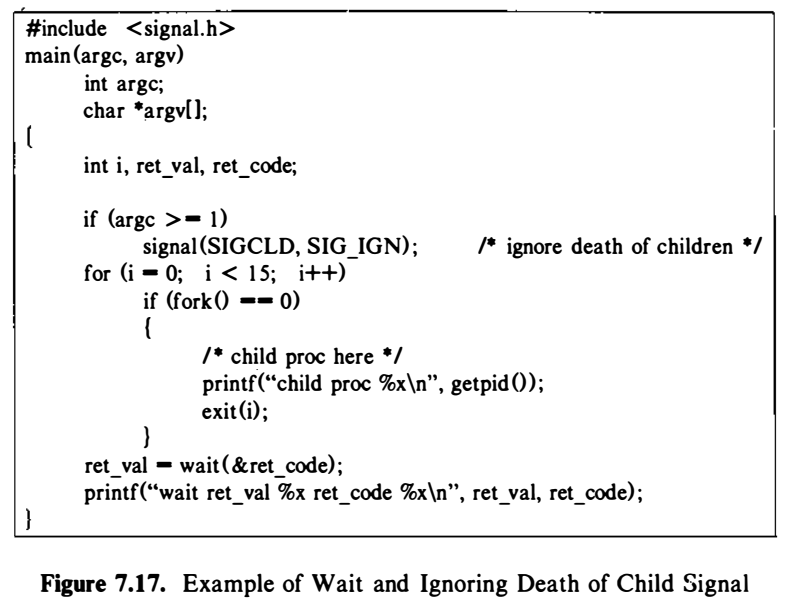 #include <signal.h>
main(argc, argv)
int argc;
char *argv[];
{
int i, ret_val, ret_code;
if (argc >= 1)
signal(SIGCLD, SIG_IGN); /* ignore death of children */
for (i = 0; i < 15; i++)
if (fork() == 0)
{
/* child proc here */
printf("child proc %x\n", getpid());
exit(i);
}
ret_val = wait(&ret_code);
printf("wait ret_val %x ret_code %x\n", ret_val, ret_code);
}
Figure 7.17. Example of Wait and Ignoring Death of Child Signal